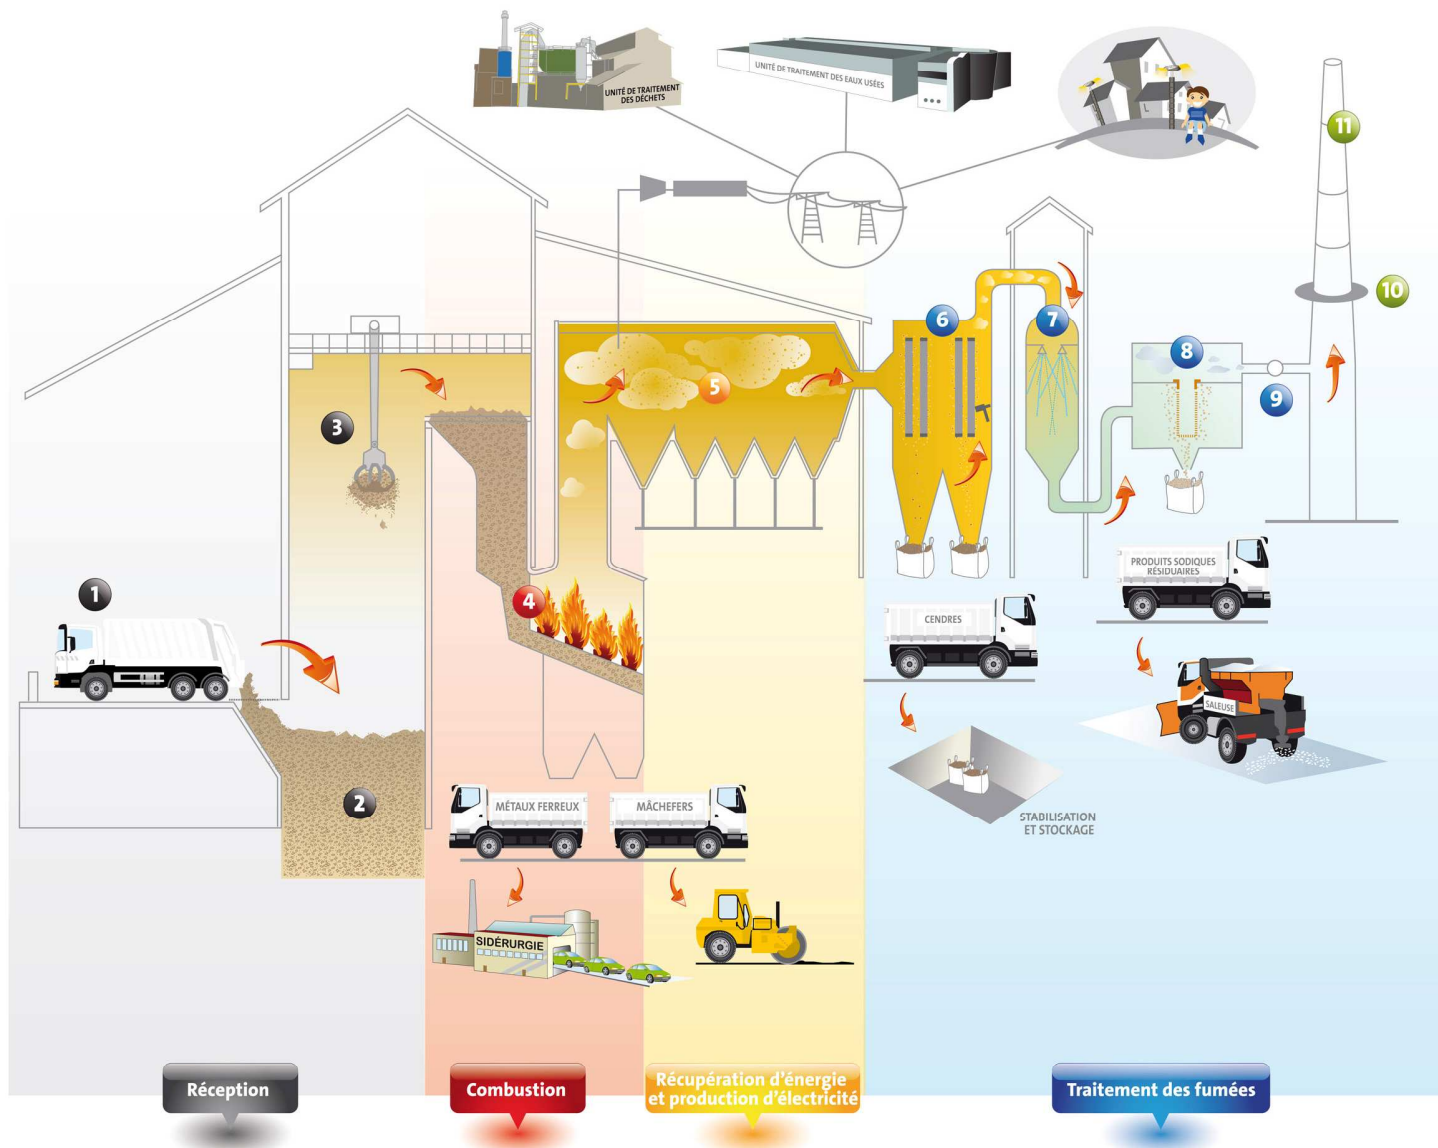 UNITÉ DE TRAITEMENT
DES DÉCHETS
UNITÉ DE TRAITEMENT DES EAUX USÉES
11
10
6
7
8
5
9
3
4
1
PRODUITS SODIQUES
RÉSIDUAIRES
CENDRES
SALEUSE
2
MÉTAUX FERREUX
MÂCHEFERS
STABILISATION
ET STOCKAGE
SIDÉRURGIE
Réception
Combustion
Récupération d'énergie
et production d'électricité
Traitement des fumées